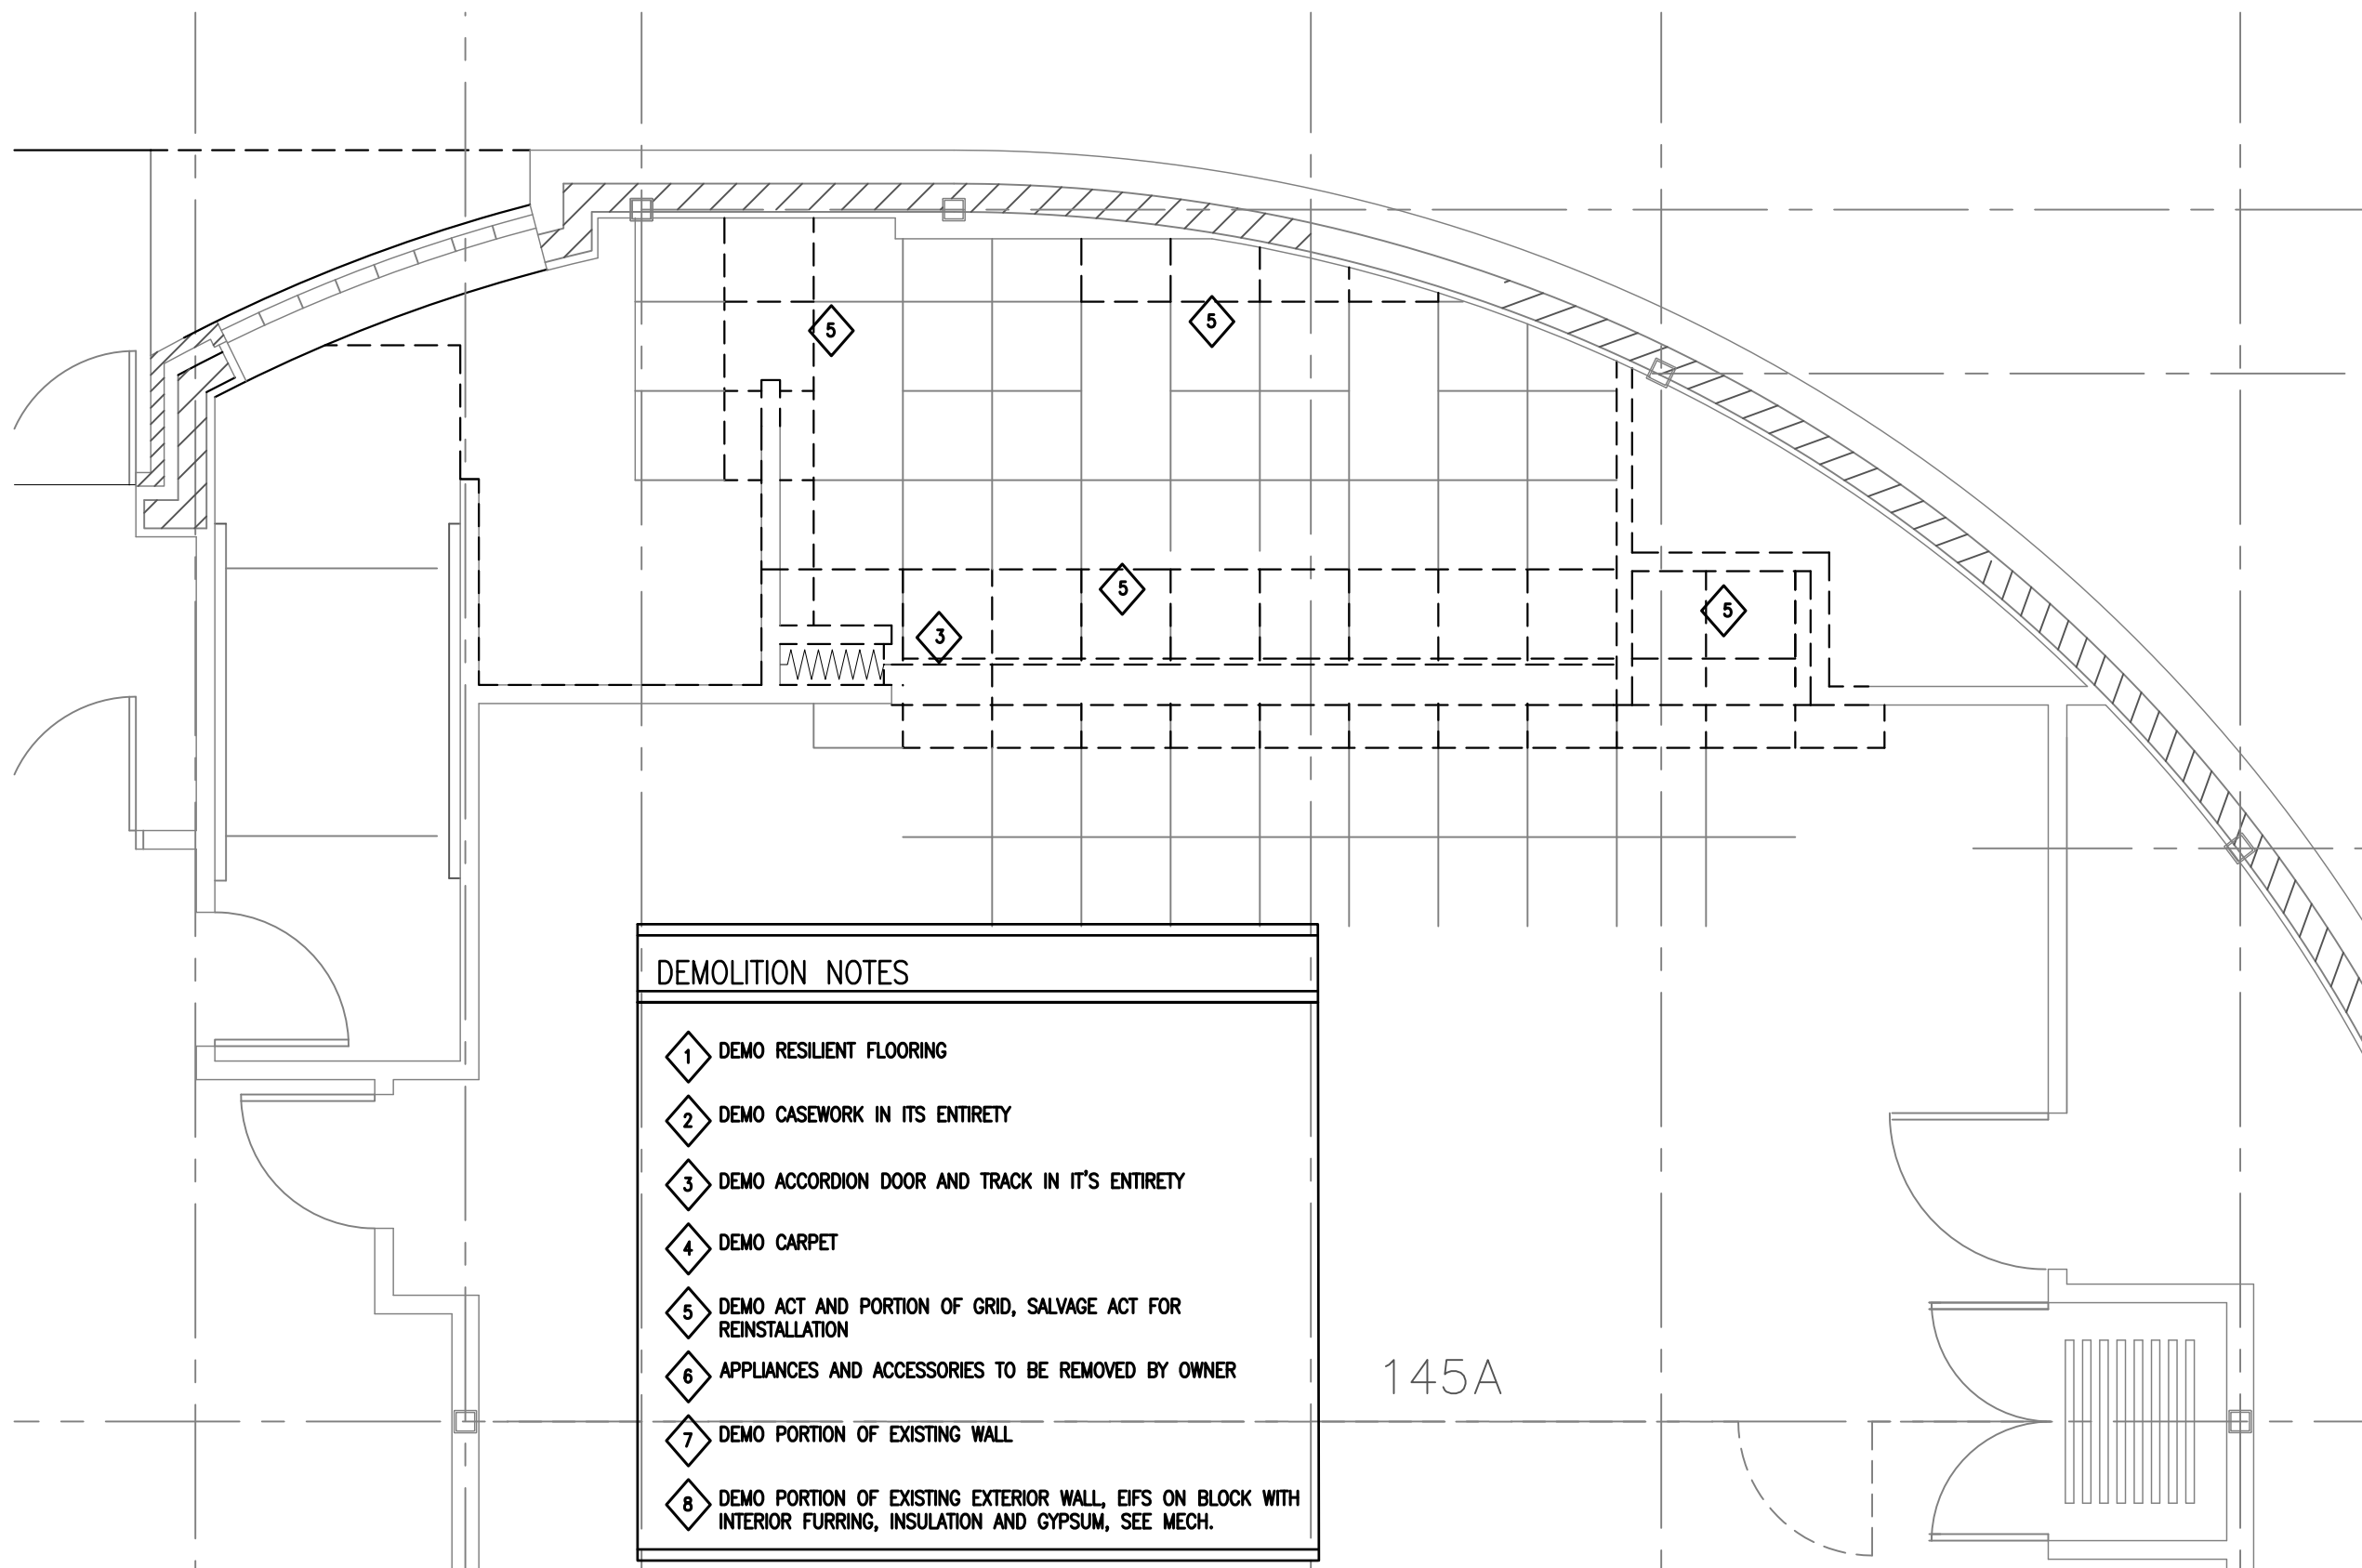 5
5
5
5
3
DEMOLITION NOTES
1 DEMO RESILIENT FLOORING
2 DEMO CASEWORK IN ITS ENTIRETY
3 DEMO ACCORDION DOOR AND TRACK IN IT'S ENTIRETY
4 DEMO CARPET
5 DEMO ACT AND PORTION OF GRID, SALVAGE ACT FOR
REINSTALLATION
6 APPLIANCES AND ACCESSORIES TO BE REMOVED BY OWNER
145A
7 DEMO PORTION OF EXISTING WALL
8 DEMO PORTION OF EXISTING EXTERIOR WALL, EIFS ON BLOCK WITH
INTERIOR FURRING, INSULATION AND GYPSUM, SEE MECH.